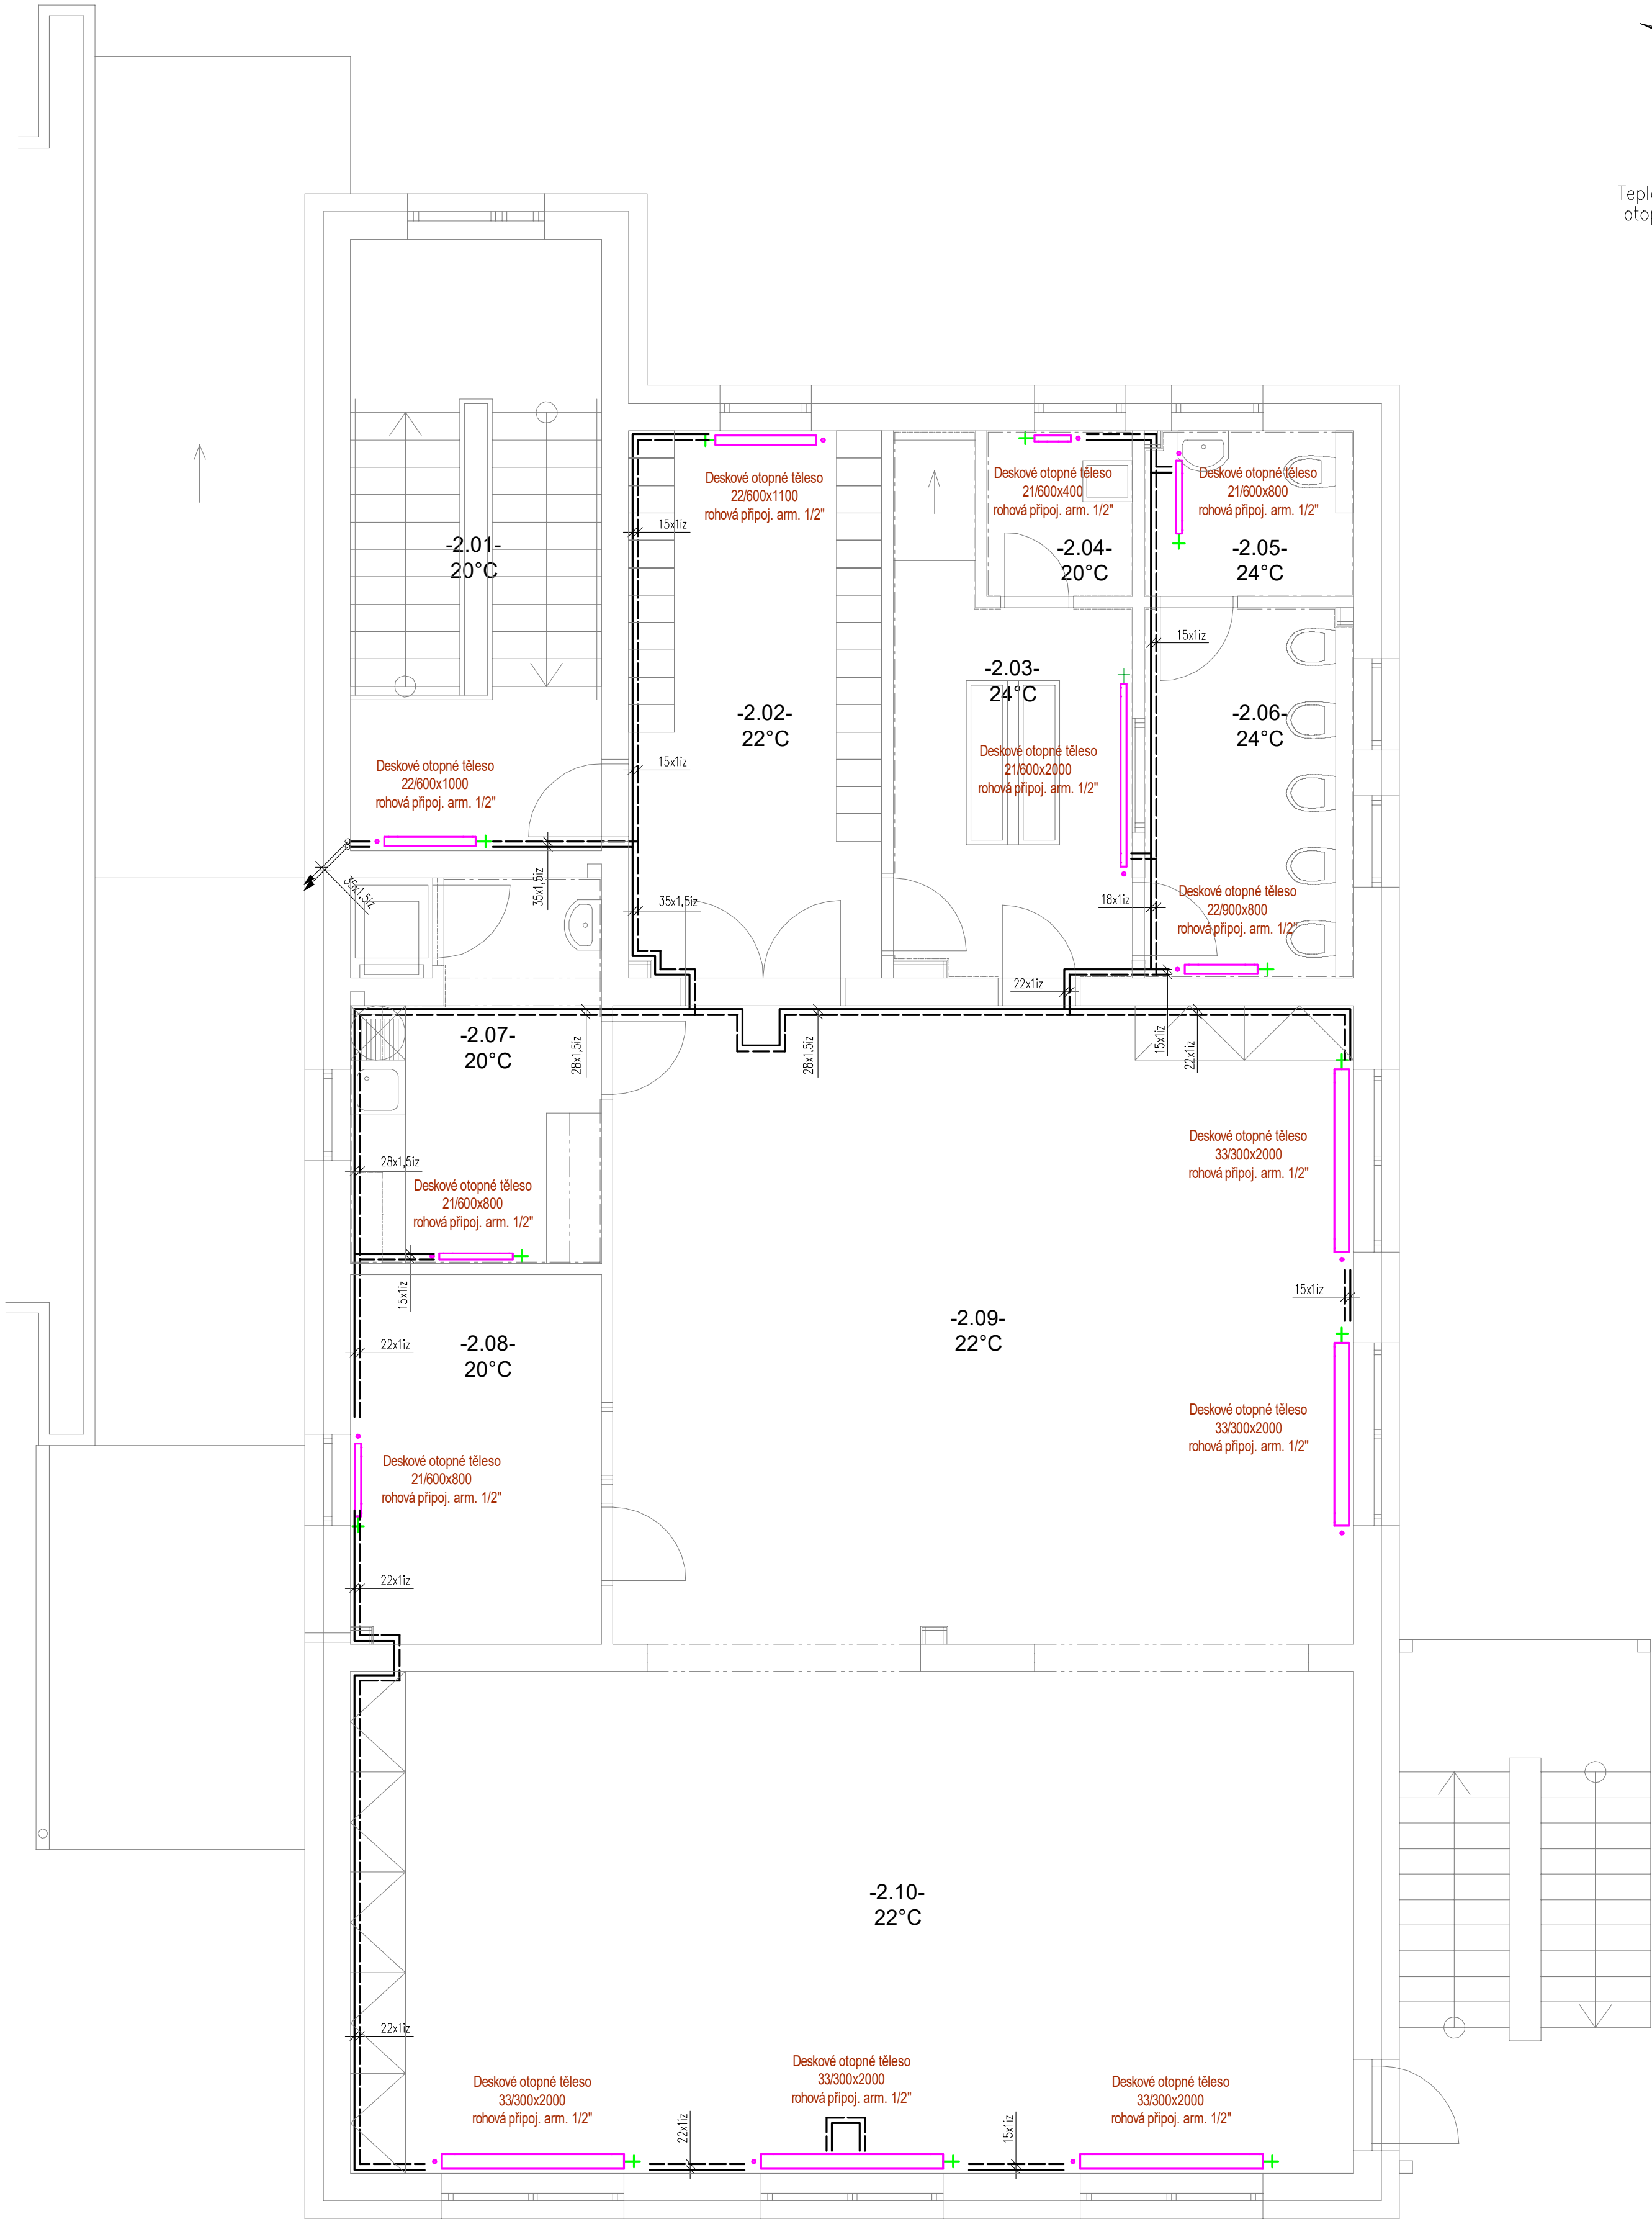 Deskové otopné těleso
22/600x1100
rohová připoj. arm. 1/2"
Deskové otopné těleso
21/600x400
rohová připoj. arm. 1/2"
Deskové otopné těleso
21/600x800
rohová připoj. arm. 1/2"
15x1iz
-2.01-
20°C
-2.04-
20°C
-2.05-
24°C
15x1iz
-2.03-
24°C
-2.02-
22°C
-2.06-
24°C
Deskové otopné těleso
22/600x1000
rohová připoj. arm. 1/2"
15x1iz
Deskové otopné těleso
21/600x2000
rohová připoj. arm. 1/2"
35x1,5iz
35x1,5iz
35x1,5iz
18x1iz
Deskové otopné těleso
22/900x800
rohová připoj. arm. 1/2"
22x1iz
-2.07-
20°C
28x1,5iz
28x1,5iz
15x1iz
22x1iz
28x1,5iz
Deskové otopné těleso
21/600x800
rohová připoj. arm. 1/2"
Deskové otopné těleso
33/300x2000
rohová připoj. arm. 1/2"
15x1iz
15x1iz
22x1iz
-2.08-
20°C
-2.09-
22°C
Deskové otopné těleso
21/600x800
rohová připoj. arm. 1/2"
Deskové otopné těleso
33/300x2000
rohová připoj. arm. 1/2"
22x1iz
-2.10-
22°C
22x1iz
Deskové otopné těleso
33/300x2000
rohová připoj. arm. 1/2"
22x1iz
Deskové otopné těleso
33/300x2000
rohová připoj. arm. 1/2"
15x1iz
Deskové otopné těleso
33/300x2000
rohová připoj. arm. 1/2"